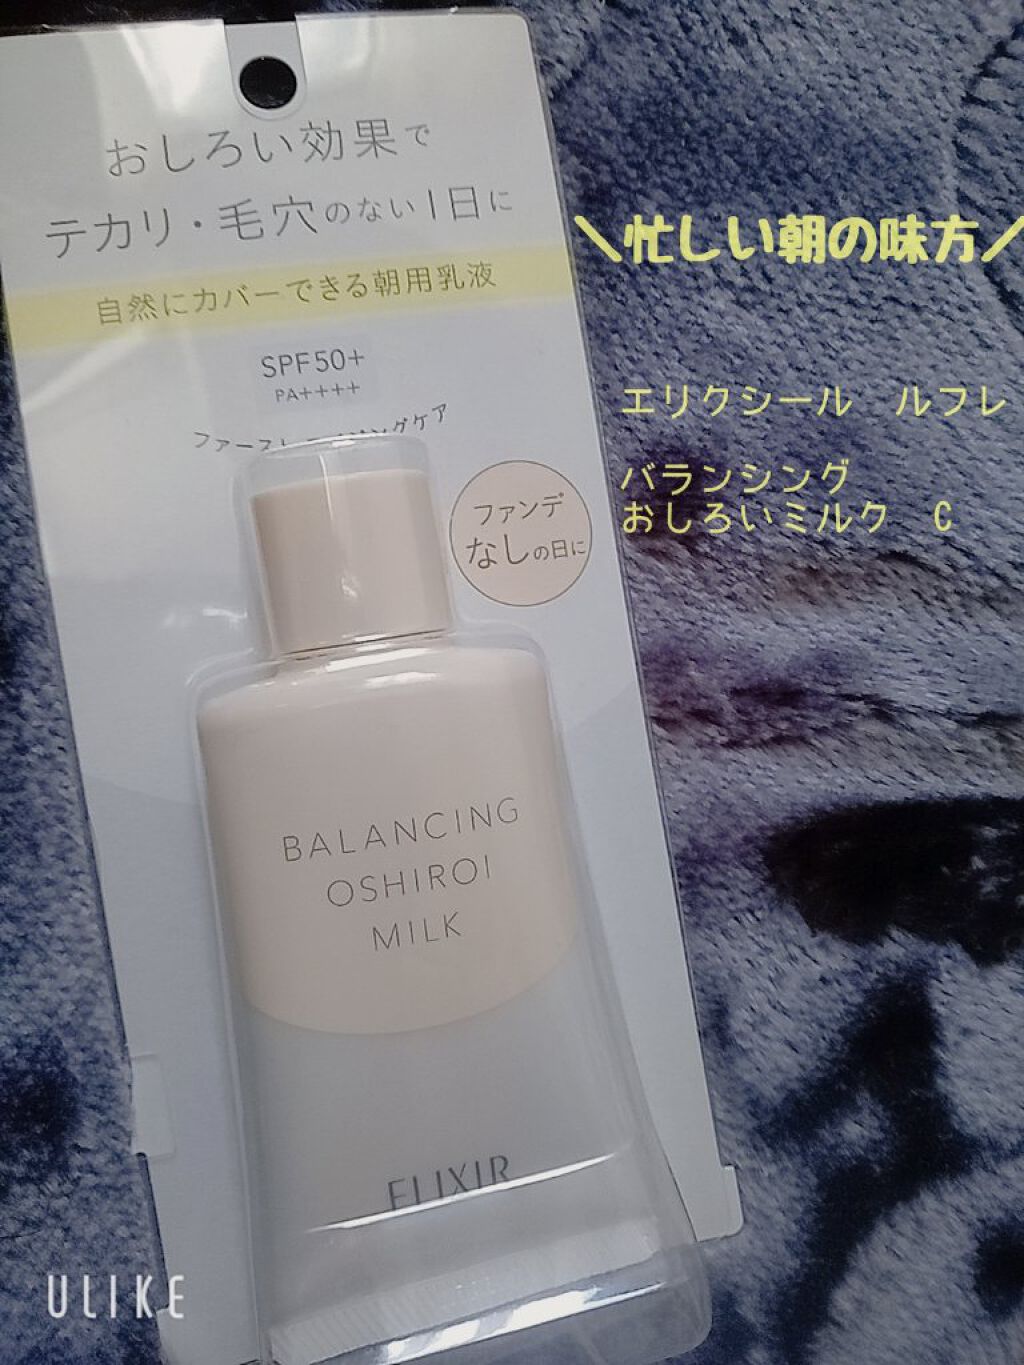 おしろい効果で
テカリ・毛穴のない1日に
自然にカバーできる朝用乳液
SPF50+
PA++++
ファンデ
なしの日に
BALANCING
OSHIROI
MILK
ELIXIR
＼忙しい朝の味方／
エリクシール ルフレ
バランシング
おしろいミルク C
ULIKE